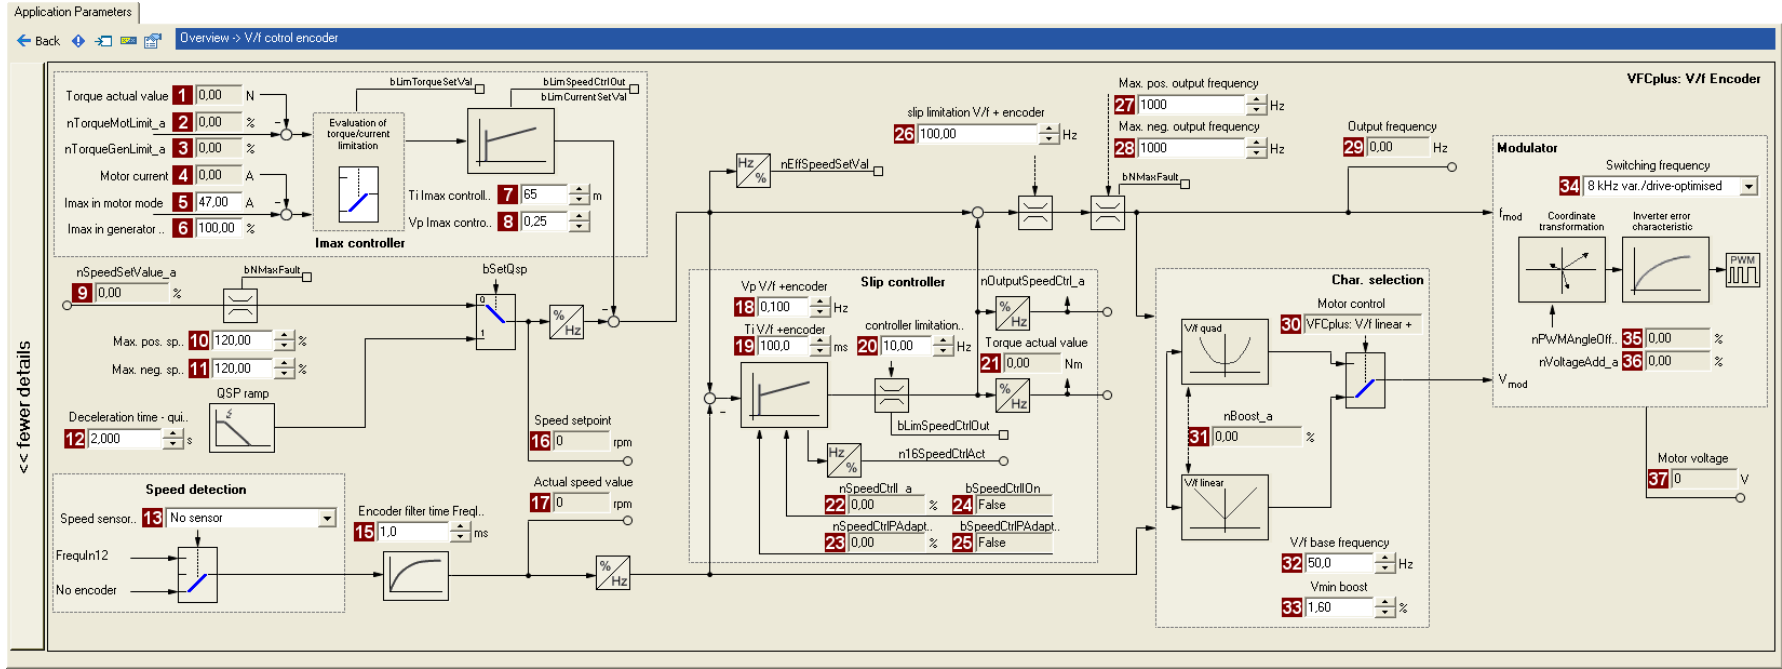 Application Parameters
Back
Overview -> V/f cotrol encoder
<< fewer details
VFCplus: V/f Encoder
Torque actual value 1 0,00 N
nTorqueMotLimit_a 2 0,00 %
nTorqueGenLimit_a 3 0,00 %
Motor current 4 0,00 A
Imax in motor mode 5 47,00 A
Imax in generator .. 6 100,00 %
Evaluation of
torque/current
limitation
bLimTorqueSetVal
bLimSpeedCtrlOut
bLimCurrentSetVal
Ti Imax controll.. 7 65 m
Vp Imax contro.. 8 0,25
Imax controller
nSpeedSetValue_a
9 0,00 %
bNMaxFault
Max. pos. sp.. 10 120,00 %
Max. neg. sp.. 11 120,00 %
QSP ramp
Deceleration time - qui..
12 2,000 s
bSetQsp
0
1
%
Hz
Speed setpoint
16 0 rpm
Actual speed value
17 0 rpm
Speed detection
Speed sensor.. 13 No sensor
FrequIn12
No encoder
Encoder filter time Freql..
15 1,0 ms
%
Hz
Hz
%
nEffSpeedSetVal
slip limitation V/f + encoder
26 100,00 Hz
Max. pos. output frequency
27 1000 Hz
Max. neg. output frequency
28 1000 Hz
bNMaxFault
Output frequency
29 0,00 Hz
Slip controller
Vp V/f +encoder
18 0,100 Hz
Ti V/f +encoder
19 100,0 ms
controller limitation..
20 10,00 Hz
nOutputSpeedCtrl_a
%
Hz
Torque actual value
21 0,00 Nm
%
Hz
bLimSpeedCtrlOut
Hz
%
n16SpeedCtrlAct
nSpeedCtrlI_a
22 0,00 %
bSpeedCtrlIOn
24 False
nSpeedCtrlPAdapt..
23 0,00 %
bSpeedCtrlPAdapt..
25 False
Char. selection
Motor control
30 VFCplus: V/f linear +
V/f quad
nBoost_a
31 0,00 %
V/f linear
V/f base frequency
32 50,0 Hz
Vmin boost
33 1,60 %
Modulator
Switching frequency
34 8 kHz var./drive-optimised
fmod
Coordinate
transformation
Inverter error
characteristic
PWM
nPWMAngleOff.. 35 0,00 %
nVoltageAdd_a 36 0,00 %
Vmod
Motor voltage
37 0 V